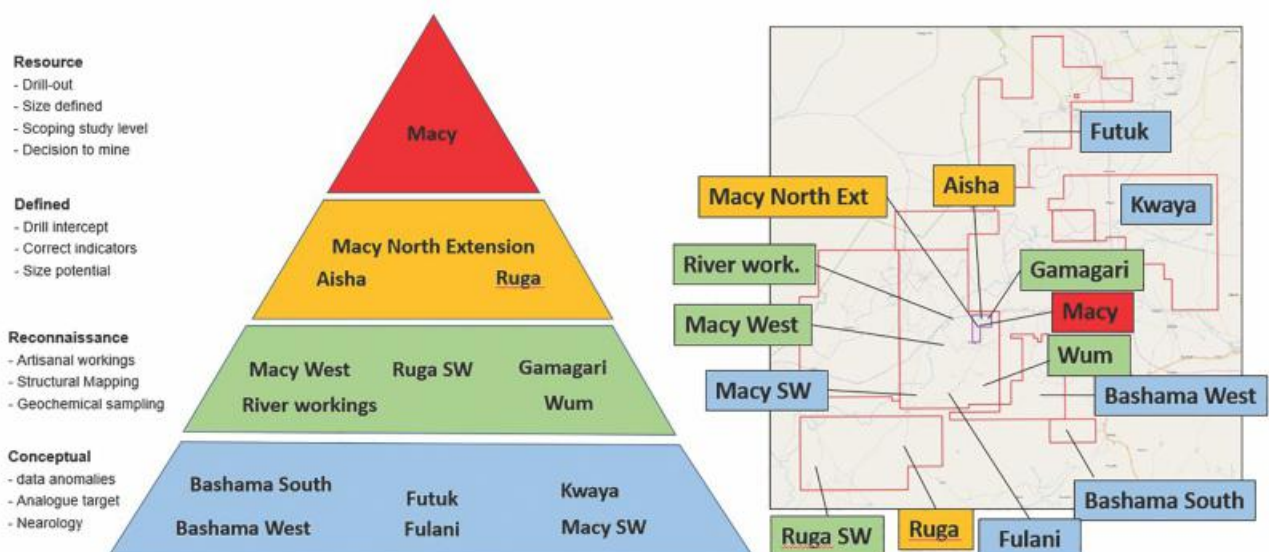 Resource
- Drill-out
- Size defined
- Scoping study level
- Decision to mine
Defined
- Drill intercept
- Correct indicators
- Size potential
Reconnaissance
- Artisanal workings
- Structural Mapping
- Geochemical sampling
Conceptual
- data anomalies
- Analogue target
- Nearology
Macy
Macy North Extension
Aisha Ruga
Macy West Ruga SW Gamagari
River workings Wum
Bashama South Futuk Kwaya
Bashama West Fulani Macy SW
Futuk
Aisha
Macy North Ext
Kwaya
River work.
Gamagari
Macy
Macy West
Wum
Macy SW
Bashama West
Bashama South
Ruga SW
Ruga
Fulani